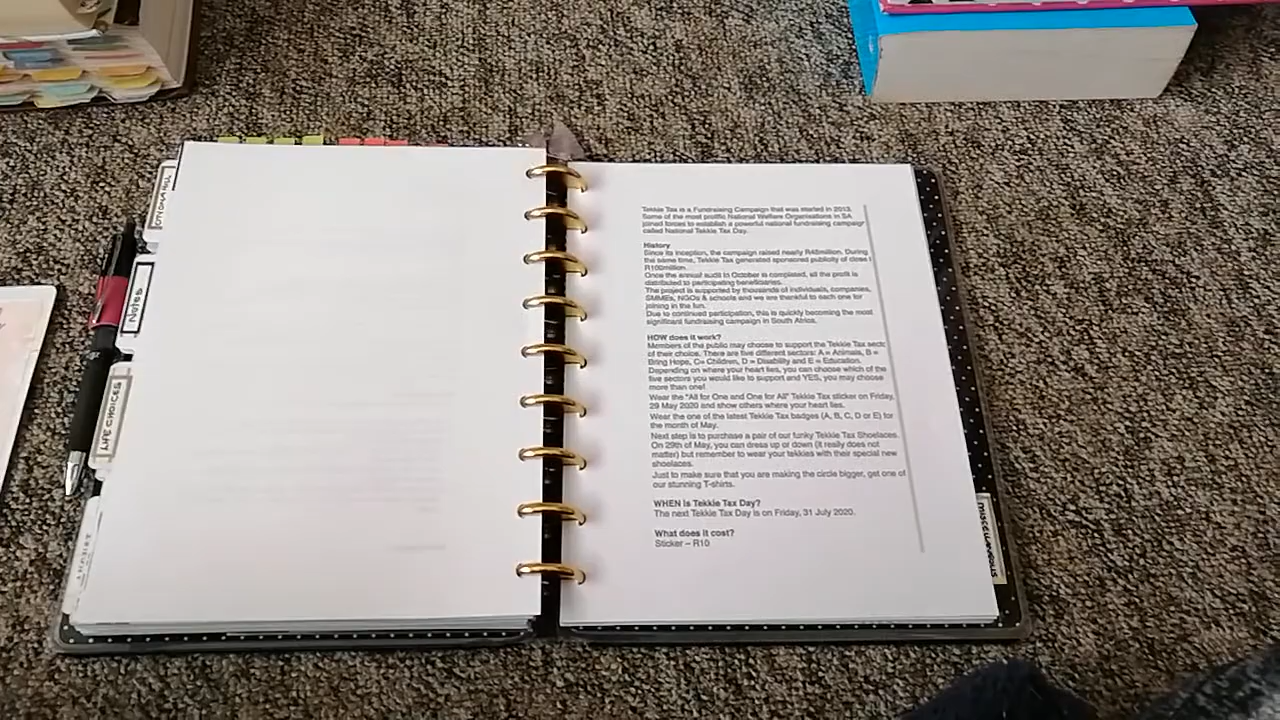 Notes
LIFE CHOICES
Tekkie Tax is a Fundraising Campaign that was started in 2013.
Some of the most prolific National Welfare Organisations in SA
joined forces to establish a powerful national fundraising campaign
called National Tekkie Tax Day.
History
Since its inception, the campaign raised nearly R48million. During
the same time, Tekkie Tax generated sponsored publicity of close t
R100million.
Once the annual audit in October is completed, all the profit is
distributed to participating beneficiaries.
The project is supported by thousands of individuals, companies,
SMMEs, NGOs & schools and we are thankful to each one for
joining in the fun.
Due to continued participation, this is quickly becoming the most
significant fundraising campaign in South Africa.
HOW does it work?
Members of the public may choose to support the Tekkie Tax secto
of their choice. There are five different sectors: A = Animals, B =
Bring Hope, C= Children, D = Disability and E = Education.
Depending on where your heart lies, you can choose which of the
five sectors you would like to support and YES, you may choose
more than one!
Wear the "All for One and One for All" Tekkie Tax sticker on Friday,
29 May 2020 and show others where your heart lies.
Wear the one of the latest Tekkie Tax badges (A, B, C, D or E) for
the month of May.
Next step is to purchase a pair of our funky Tekkie Tax Shoelaces.
On 29th of May, you can dress up or down (it really does not
matter) but remember to wear your tekkies with their special new
shoelaces.
Just to make sure that you are making the circle bigger, get one of
our stunning T-shirts.
WHEN is Tekkie Tax Day?
The next Tekkie Tax Day is on Friday, 31 July 2020.
What does it cost?
Sticker – R10
MISCELLANEOUS